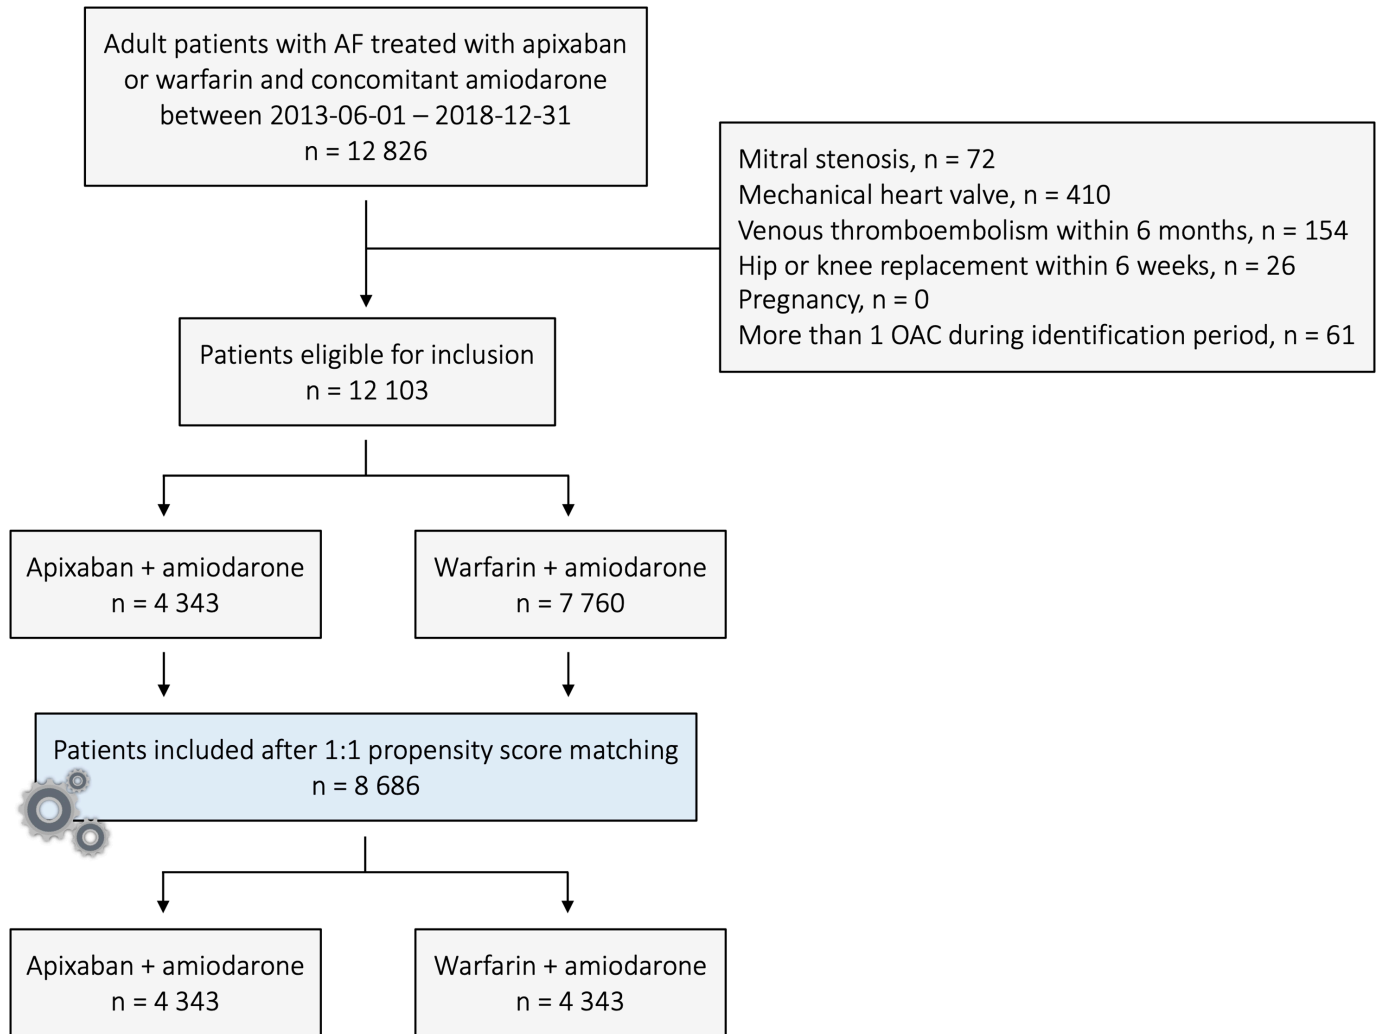 Adult patients with AF treated with apixaban
or warfarin and concomitant amiodarone
between 2013-06-01 – 2018-12-31
n = 12 826
Mitral stenosis, n = 72
Mechanical heart valve, n = 410
Venous thromboembolism within 6 months, n = 154
Hip or knee replacement within 6 weeks, n = 26
Pregnancy, n = 0
More than 1 OAC during identification period, n = 61
Patients eligible for inclusion
n = 12 103
Apixaban + amiodarone
n = 4 343
Warfarin + amiodarone
n = 7 760
Patients included after 1:1 propensity score matching
n = 8 686
Apixaban + amiodarone
n = 4 343
Warfarin + amiodarone
n = 4 343